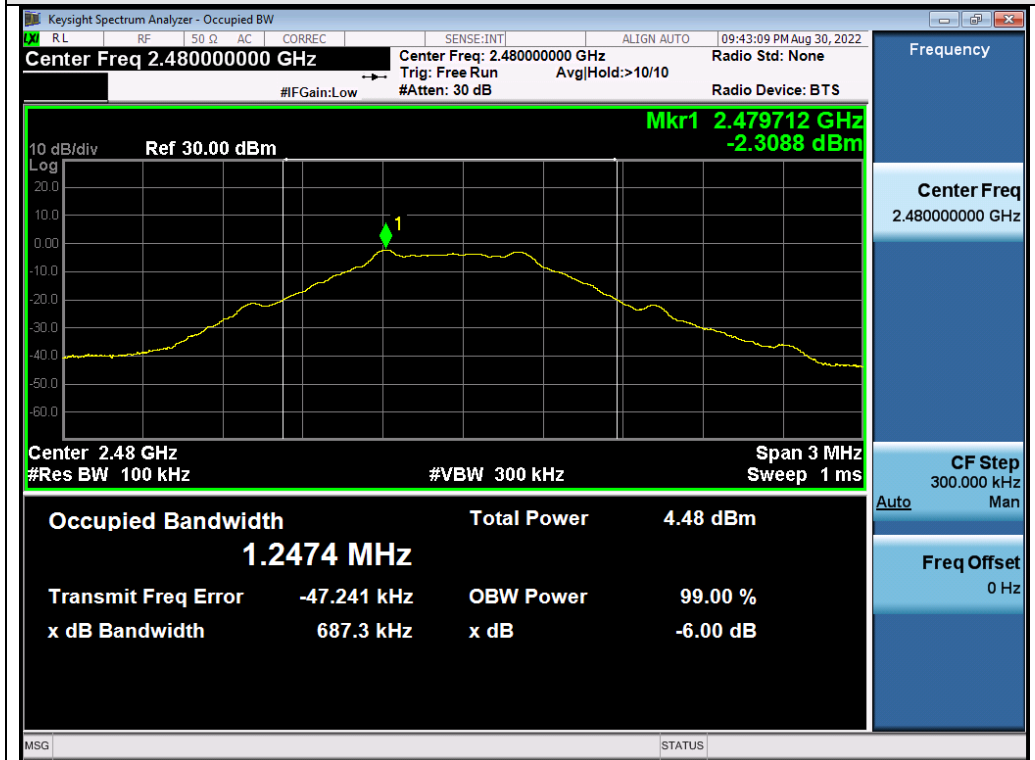 Keysight Spectrum Analyzer - Occupied BW
LXI RL RF 50 Ω AC CORREC SENSE:INT ALIGN AUTO 09:43:09 PM Aug 30, 2022
Center Freq 2.480000000 GHz
#IFGain:Low
Center Freq: 2.480000000 GHz
Trig: Free Run Avg|Hold:>10/10
#Atten: 30 dB
Radio Std: None
Radio Device: BTS
Mkr1 2.479712 GHz
-2.3088 dBm
10 dB/div Ref 30.00 dBm
Log
20.0
10.0
0.00
-10.0
-20.0
-30.0
-40.0
-50.0
-60.0
1
Center 2.48 GHz Span 3 MHz
#Res BW 100 kHz #VBW 300 kHz Sweep 1 ms
Occupied Bandwidth Total Power 4.48 dBm
1.2474 MHz
Transmit Freq Error -47.241 kHz OBW Power 99.00 %
x dB Bandwidth 687.3 kHz x dB -6.00 dB
Frequency
Center Freq
2.480000000 GHz
CF Step
300.000 kHz
Auto Man
Freq Offset
0 Hz
MSG STATUS